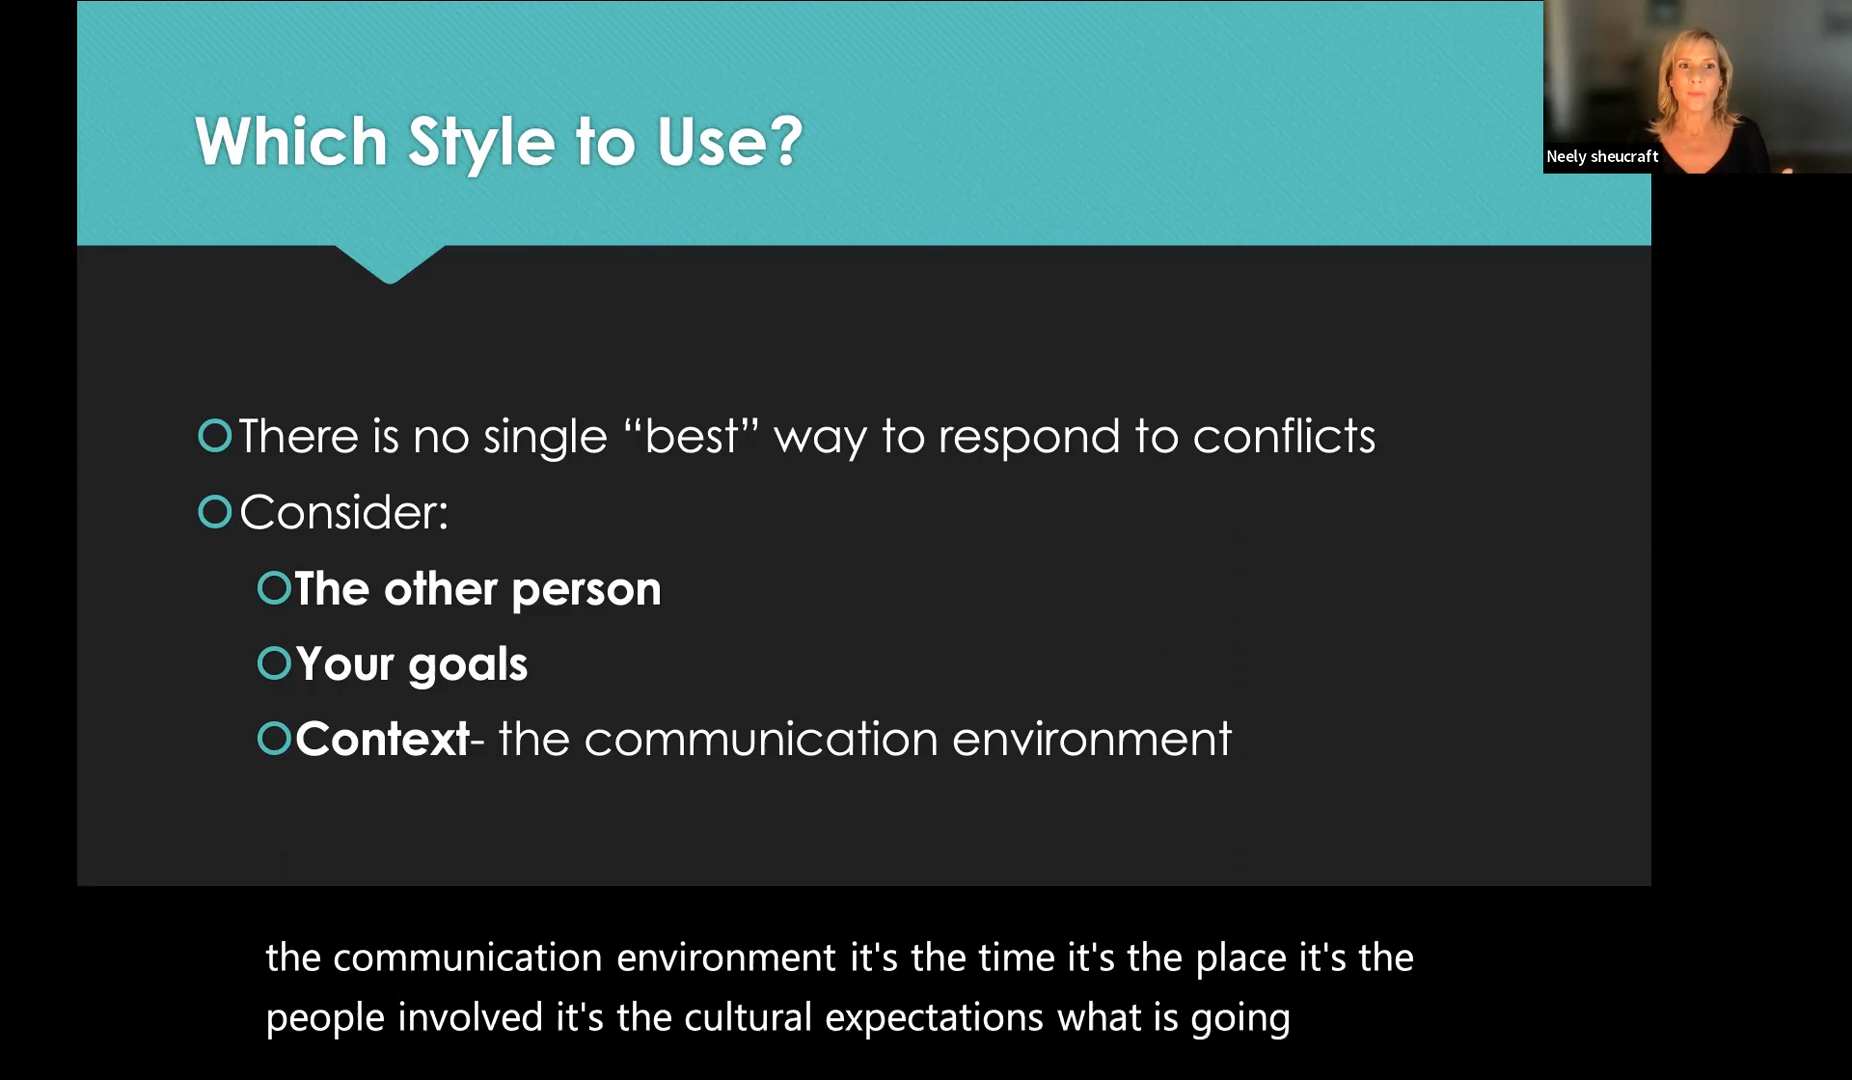 Which Style to Use?
Neely sheucraft
There is no single “best” way to respond to conflicts
Consider:
The other person
Your goals
Context- the communication environment
the communication environment it's the time it's the place it's the
people involved it's the cultural expectations what is going